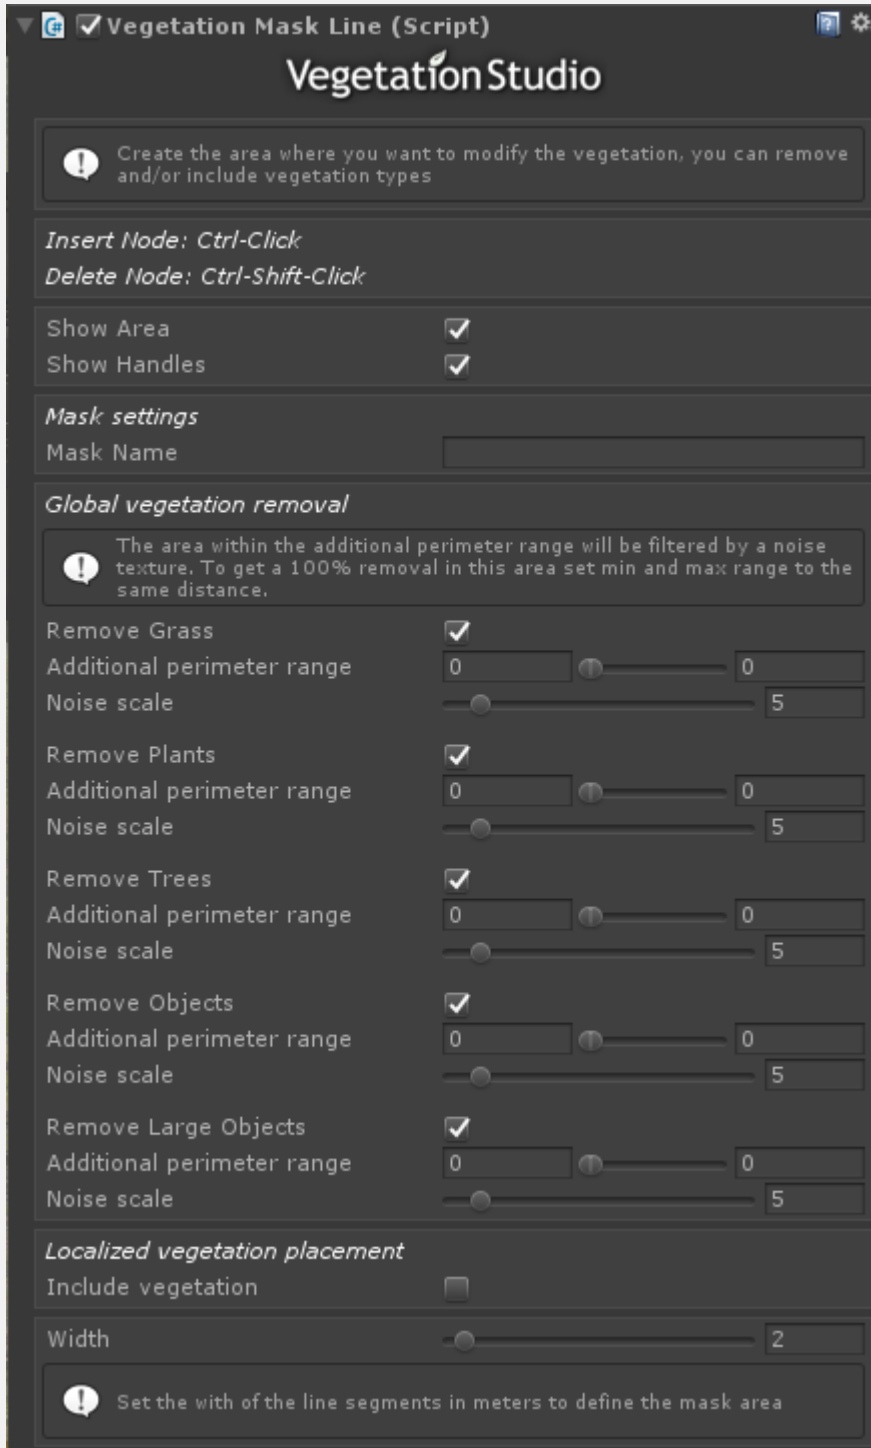 Vegetation Mask Line (Script)
VegetationStudio
Create the area where you want to modify the vegetation, you can remove
and/or include vegetation types
Insert Node: Ctrl-Click
Delete Node: Ctrl-Shift-Click
Show Area
Show Handles
Mask settings
Mask Name
Global vegetation removal
The area within the additional perimeter range will be filtered by a noise
texture. To get a 100% removal in this area set min and max range to the
same distance.
Remove Grass
Additional perimeter range 0 0
Noise scale 5
Remove Plants
Additional perimeter range 0 0
Noise scale 5
Remove Trees
Additional perimeter range 0 0
Noise scale 5
Remove Objects
Additional perimeter range 0 0
Noise scale 5
Remove Large Objects
Additional perimeter range 0 0
Noise scale 5
Localized vegetation placement
Include vegetation
Width 2
Set the with of the line segments in meters to define the mask area